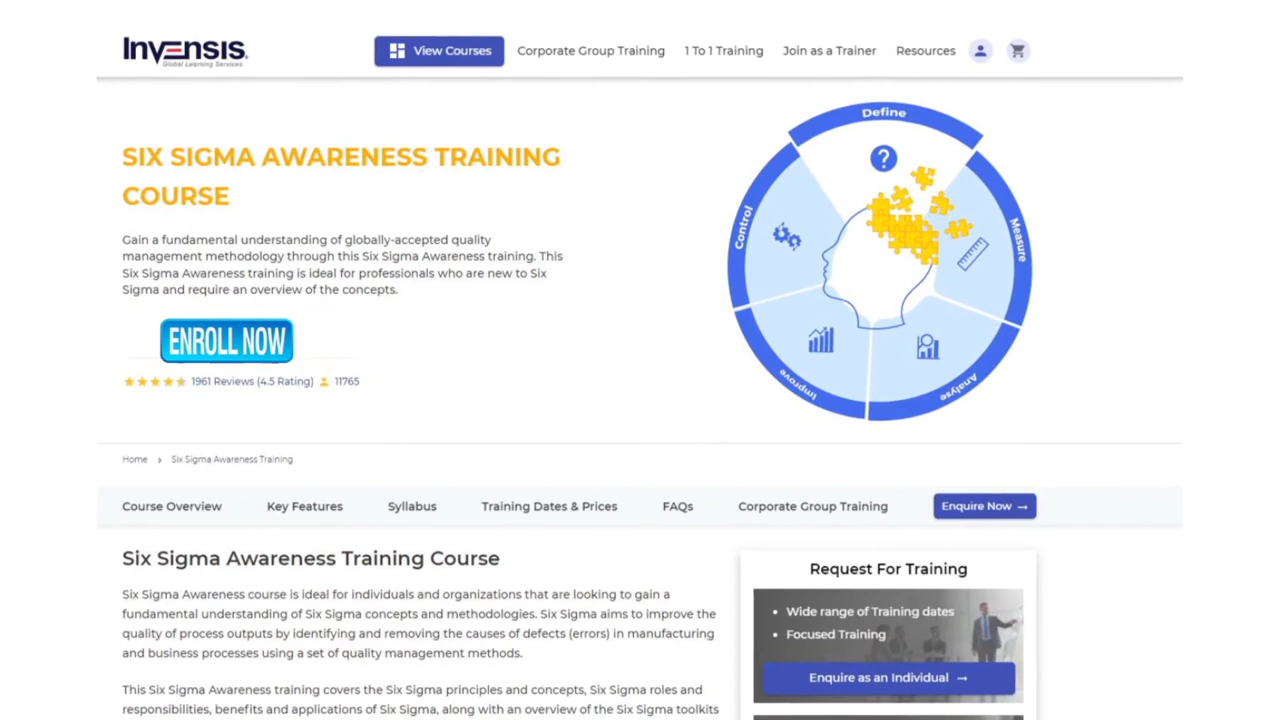 Invensis
Global Learning Services
View Courses
Corporate Group Training
1 To 1 Training
Join as a Trainer
Resources
SIX SIGMA AWARENESS TRAINING
COURSE
Gain a fundamental understanding of globally-accepted quality
management methodology through this Six Sigma Awareness training. This
Six Sigma Awareness training is ideal for professionals who are new to Six
Sigma and require an overview of the concepts.
ENROLL NOW
1961 Reviews (4.5 Rating)
11765
Define
?
Measure
Analyse
Improve
Control
Home › Six Sigma Awareness Training
Course Overview
Key Features
Syllabus
Training Dates & Prices
FAQs
Corporate Group Training
Enquire Now →
Six Sigma Awareness Training Course
Six Sigma Awareness course is ideal for individuals and organizations that are looking to gain a
fundamental understanding of Six Sigma concepts and methodologies. Six Sigma aims to improve the
quality of process outputs by identifying and removing the causes of defects (errors) in manufacturing
and business processes using a set of quality management methods.
This Six Sigma Awareness training covers the Six Sigma principles and concepts, Six Sigma roles and
responsibilities, benefits and applications of Six Sigma, along with an overview of the Six Sigma toolkits
Request For Training
• Wide range of Training dates
• Focused Training
Enquire as an Individual →